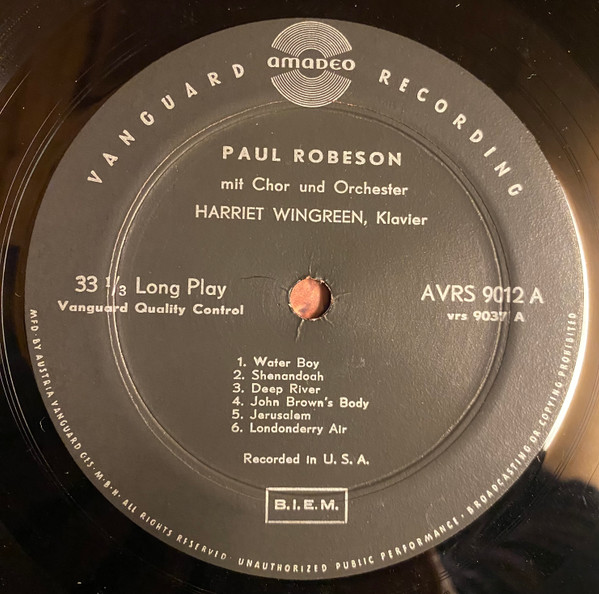 amadeo
VANGUARD RECORDING
PAUL ROBESON
mit Chor und Orchester
HARRIET WINGREEN, Klavier
33 ⅓ Long Play
Vanguard Quality Control
AVRS 9012 A
vrs 9037 A
1. Water Boy
2. Shenandoah
3. Deep River
4. John Brown's Body
5. Jerusalem
6. Londonderry Air
Recorded in U. S. A.
B.I.E.M.
MFD · BY AUSTRIA VANGUARD GES·M·B·H · ALL RIGHTS RESERVED · UNAUTHORIZED PUBLIC PERFORMANCE · BROADCASTING OR COPYING PROHIBITED